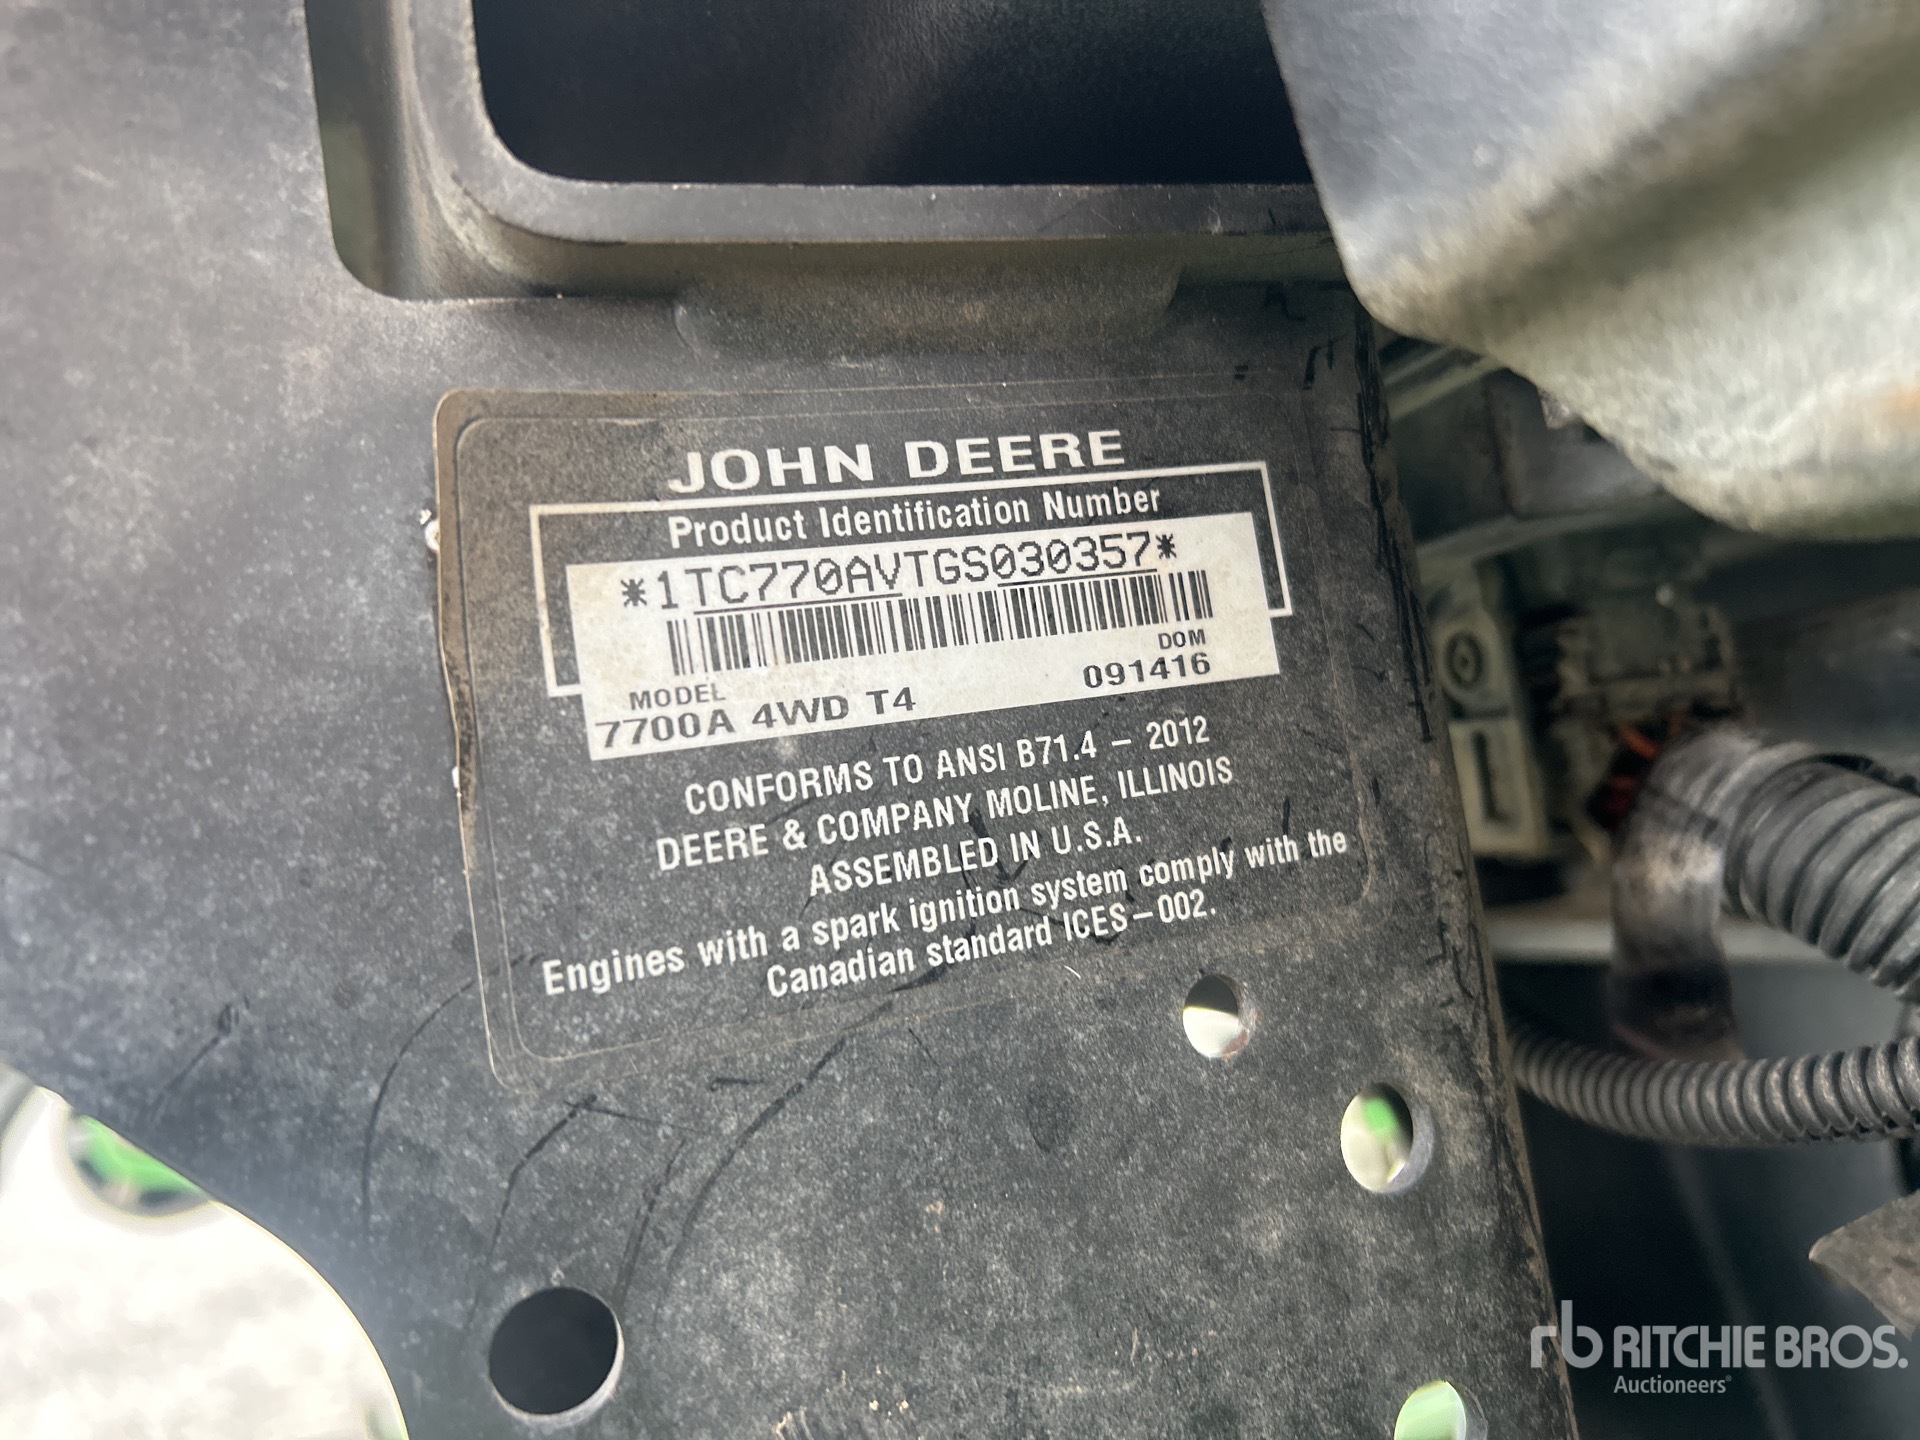 JOHN DEERE
Product Identification Number
*1TC770AVTGS030357*
DOM
091416
MODEL
7700A 4WD T4
CONFORMS TO ANSI B71.4 – 2012
DEERE & COMPANY MOLINE, ILLINOIS
ASSEMBLED IN U.S.A.
Engines with a spark ignition system comply with the
Canadian standard ICES–002.
rb RITCHIE BROS.
Auctioneers®